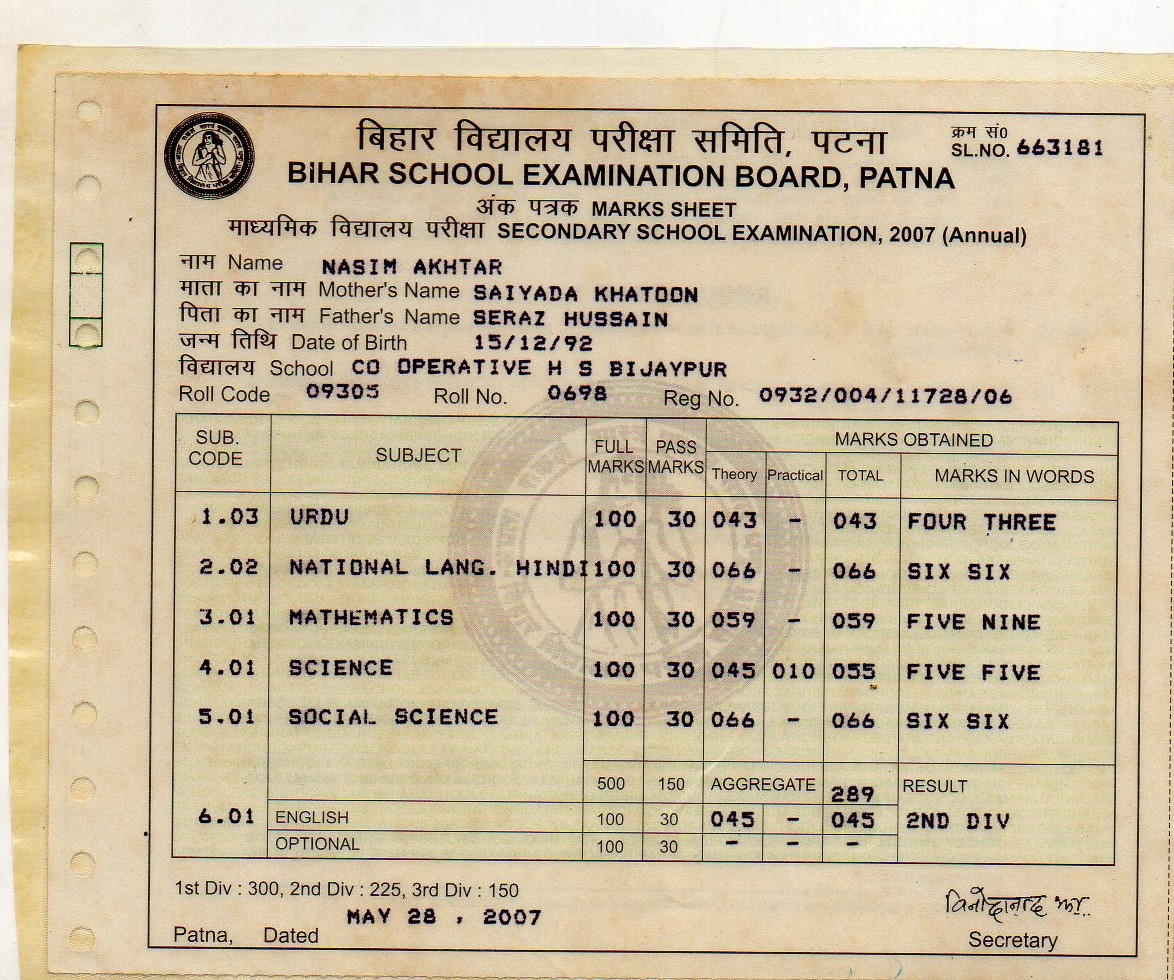 बिहार विद्यालय परीक्षा समिति, पटना
क्रम सं0
SL.NO. 663181
BiHAR SCHOOL EXAMINATION BOARD, PATNA
अंक पत्रक MARKS SHEET
माध्यमिक विद्यालय परीक्षा SECONDARY SCHOOL EXAMINATION, 2007 (Annual)
नाम Name NASIM AKHTAR
माता का नाम Mother's Name SAIYADA KHATOON
पिता का नाम Father's Name SERAZ HUSSAIN
जन्म तिथि Date of Birth 15/12/92
विद्यालय School CO OPERATIVE H S BIJAYPUR
Roll Code 09305 Roll No. 0698 Reg No. 0932/004/11728/06
SUB. CODE SUBJECT FULL MARKS PASS MARKS MARKS OBTAINED
Theory Practical TOTAL MARKS IN WORDS
1.03 URDU 100 30 043 - 043 FOUR THREE
2.02 NATIONAL LANG. HINDI 100 30 066 - 066 SIX SIX
3.01 MATHEMATICS 100 30 059 - 059 FIVE NINE
4.01 SCIENCE 100 30 045 010 055 FIVE FIVE
5.01 SOCIAL SCIENCE 100 30 066 - 066 SIX SIX
500 150 AGGREGATE 289 RESULT
6.01 ENGLISH 100 30 045 - 045 2ND DIV
OPTIONAL 100 30 - - -
1st Div : 300, 2nd Div : 225, 3rd Div : 150
MAY 28 , 2007
Patna, Dated
विनोदानन्द झा
Secretary